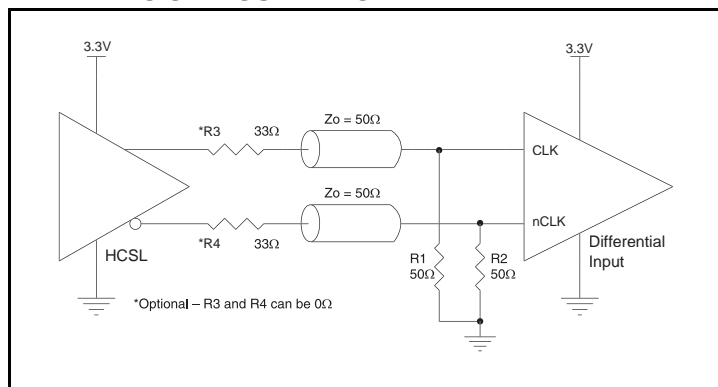 3.3V
3.3V
*R3 33Ω
Zo = 50Ω
CLK
Zo = 50Ω
nCLK
*R4 33Ω
HCSL
R1
50Ω
R2
50Ω
Differential
Input
*Optional – R3 and R4 can be 0Ω